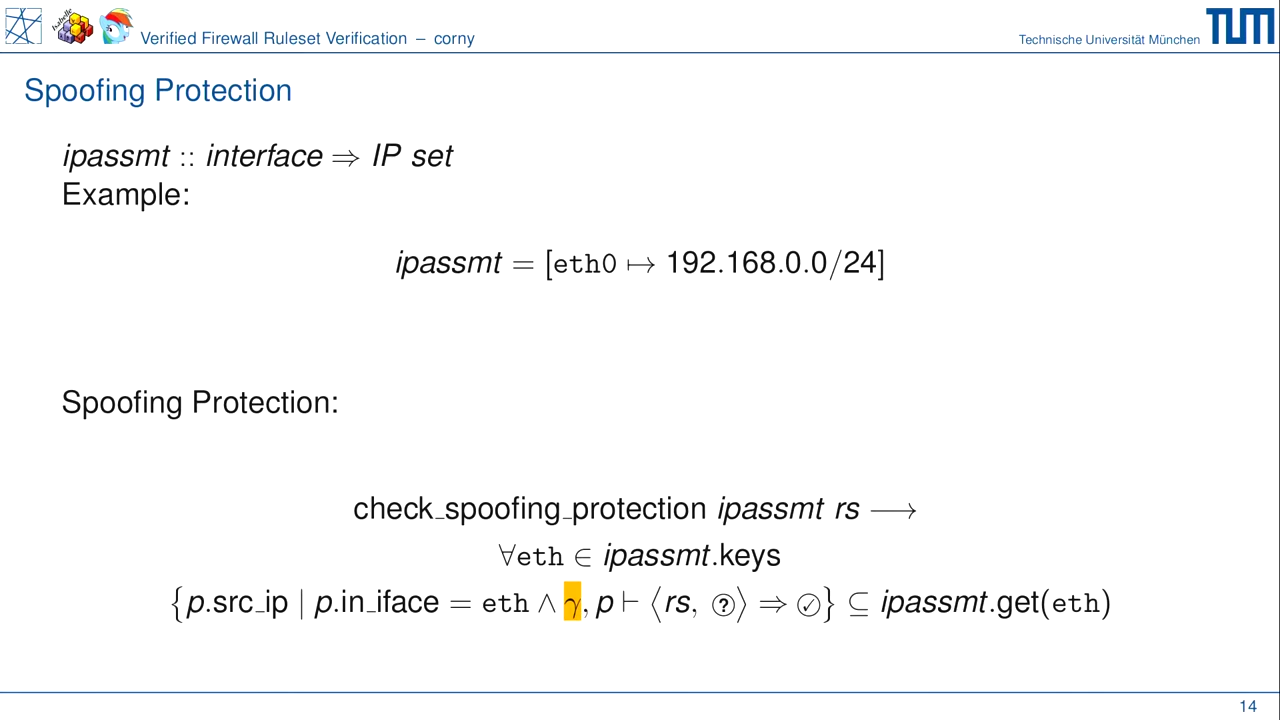 Isabelle
Verified Firewall Ruleset Verification – corny
Technische Universität München
TUM
Spoofing Protection
ipassmt :: interface ⇒ IP set
Example:
ipassmt = [eth0 ↦ 192.168.0.0/24]
Spoofing Protection:
check_spoofing_protection ipassmt rs ⟶
∀eth ∈ ipassmt.keys
{p.src_ip | p.in_iface = eth ∧ γ, p ⊢ ⟨rs, ?⟩ ⇒ ✓} ⊆ ipassmt.get(eth)
14